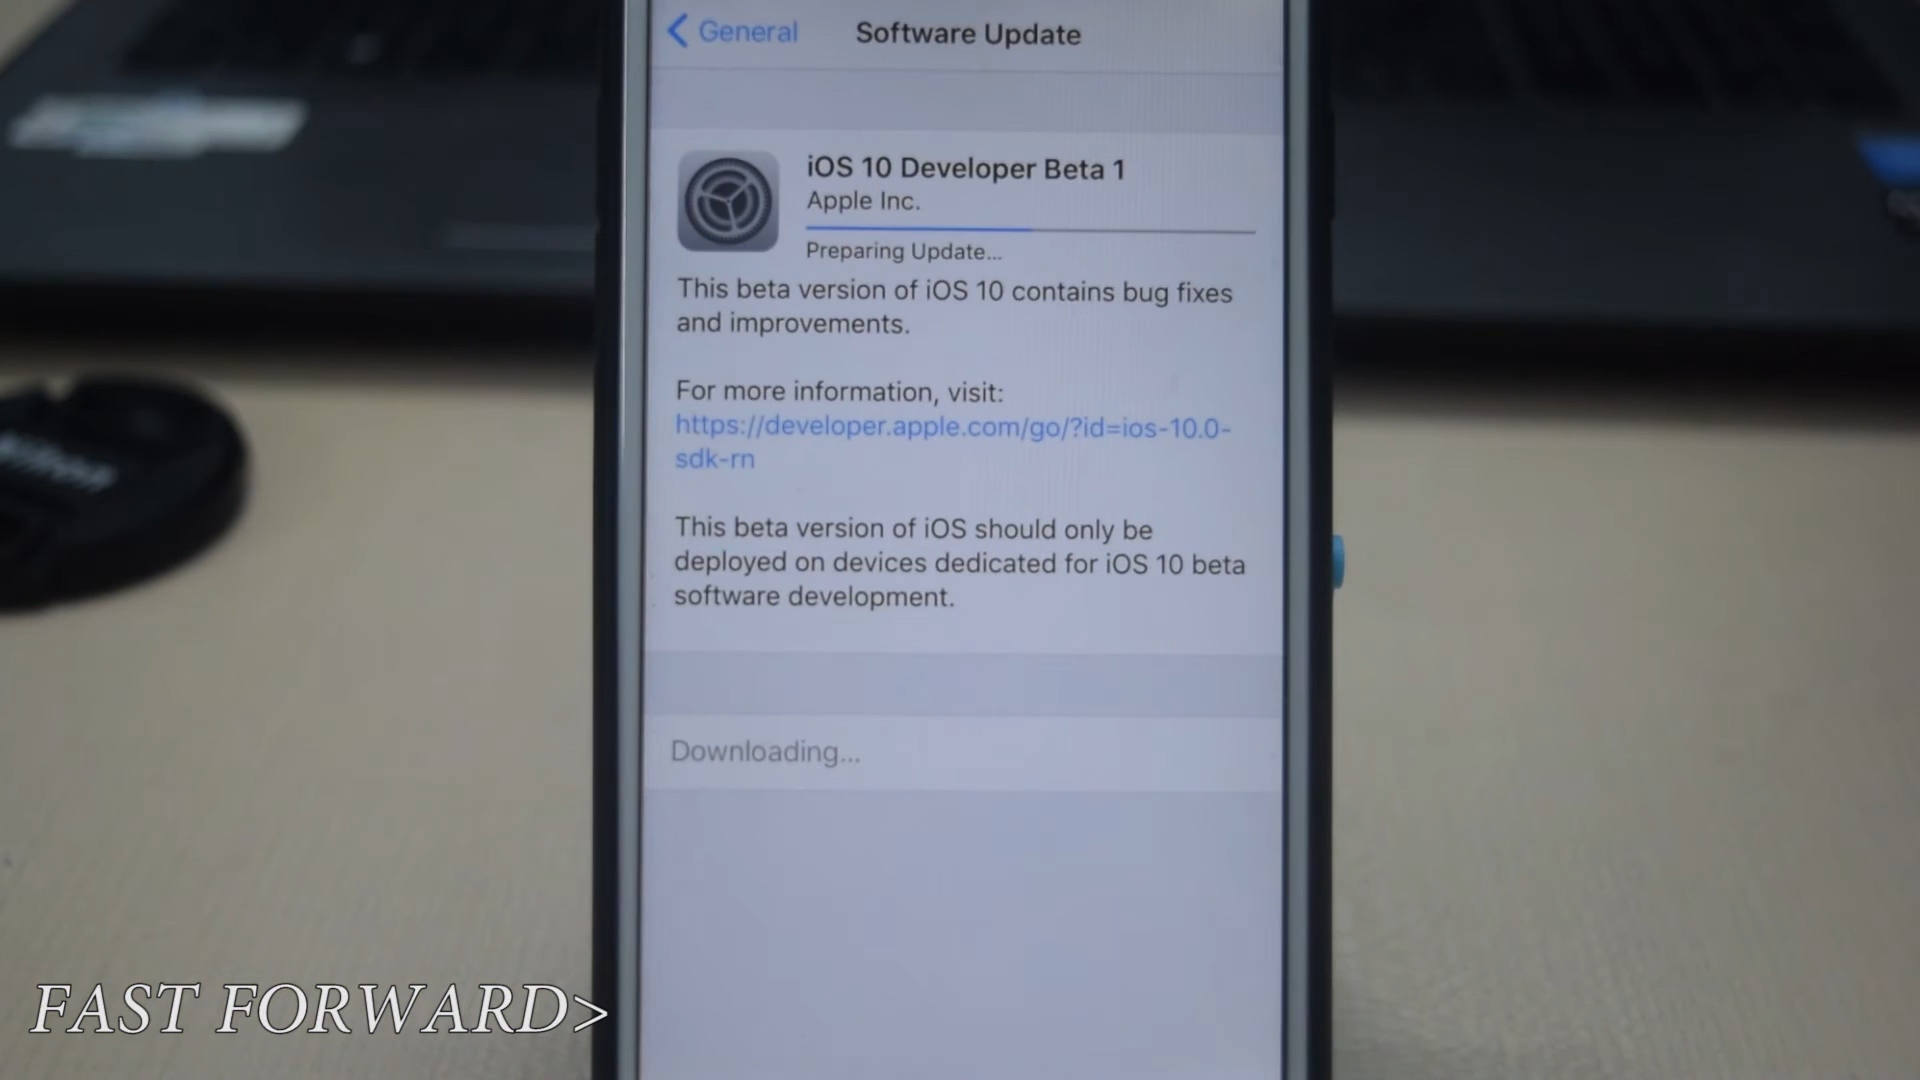 General
Software Update
iOS 10 Developer Beta 1
Apple Inc.
Preparing Update...
This beta version of iOS 10 contains bug fixes
and improvements.
For more information, visit:
https://developer.apple.com/go/?id=ios-10.0-
sdk-rn
This beta version of iOS should only be
deployed on devices dedicated for iOS 10 beta
software development.
Downloading...
Nikon
FAST FORWARD>